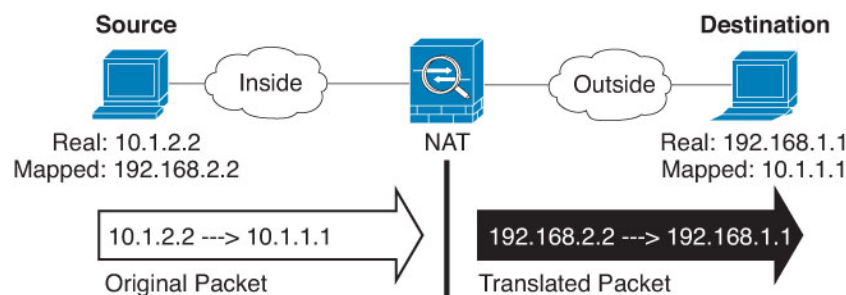 Source
Destination
Inside
Outside
NAT
Real: 10.1.2.2
Mapped: 192.168.2.2
Real: 192.168.1.1
Mapped: 10.1.1.1
10.1.2.2 ---> 10.1.1.1
192.168.2.2 ---> 192.168.1.1
Original Packet
Translated Packet